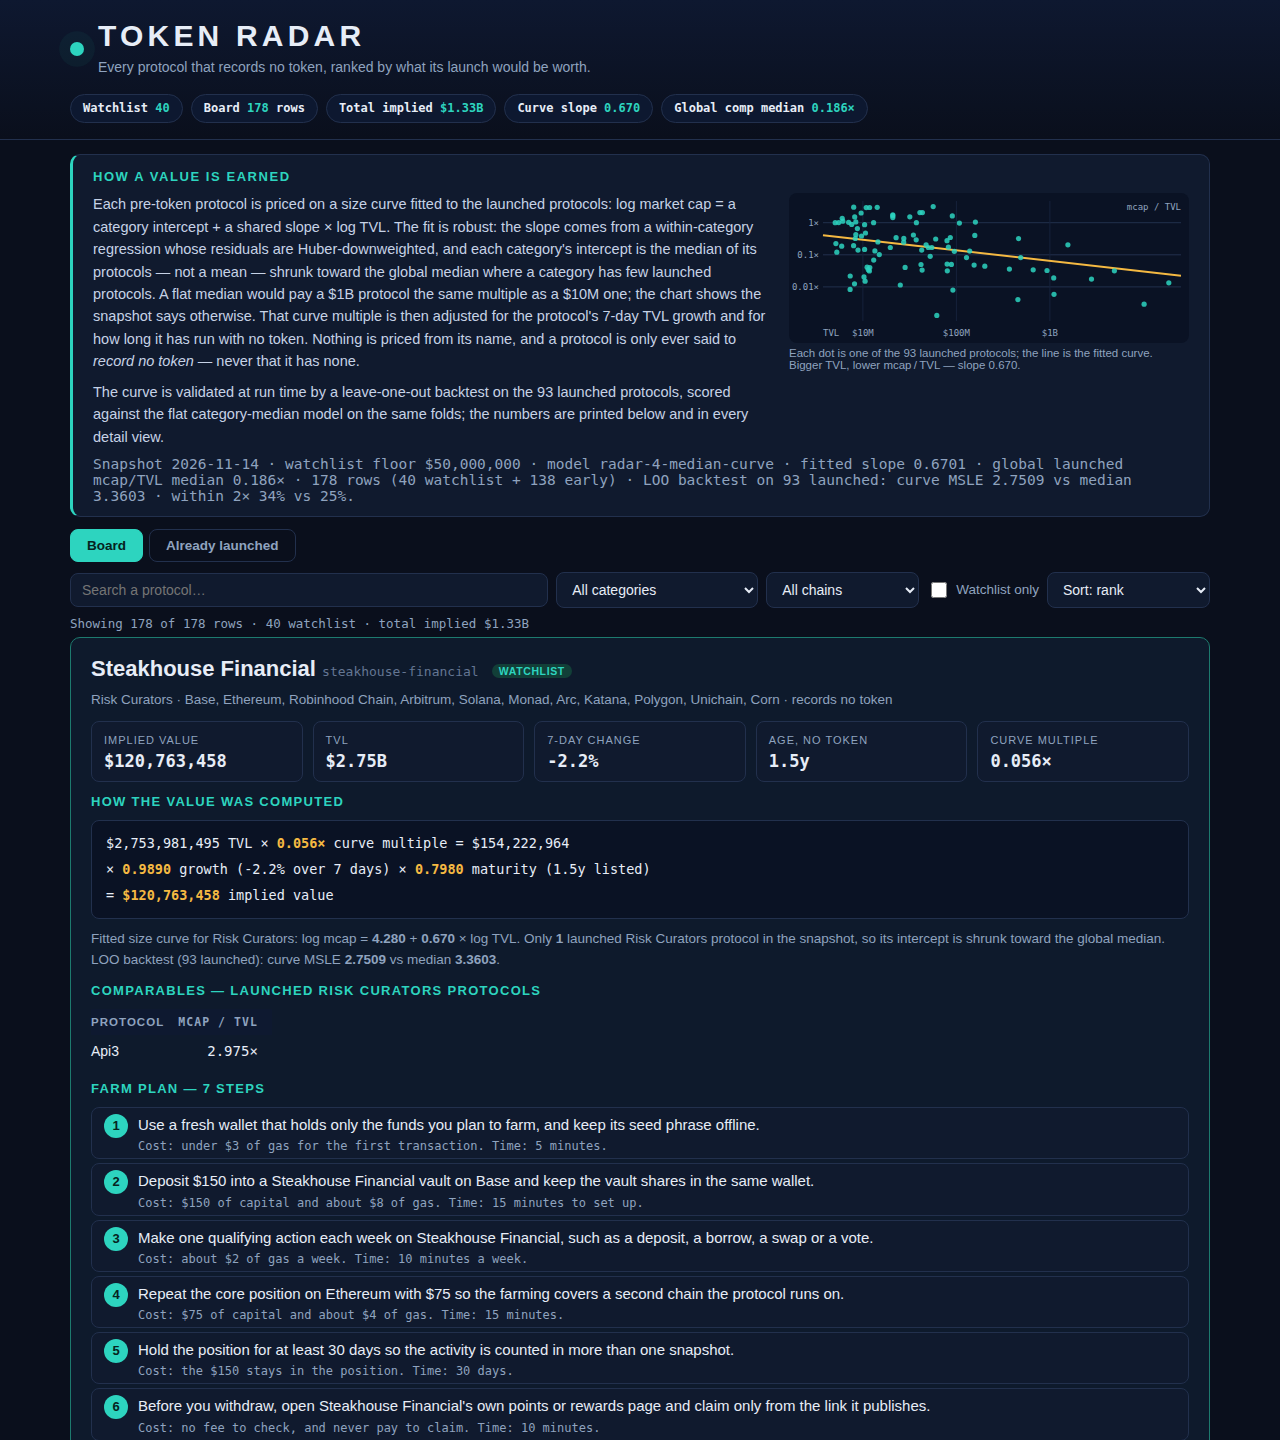 TOKEN RADAR
Every protocol that records no token, ranked by what its launch would be worth.
Watchlist 40
Board 178 rows
Total implied $1.33B
Curve slope 0.670
Global comp median 0.186×
HOW A VALUE IS EARNED
Each pre-token protocol is priced on a size curve fitted to the launched protocols: log market cap = a
category intercept + a shared slope × log TVL. The fit is robust: the slope comes from a within-category
regression whose residuals are Huber-downweighted, and each category's intercept is the median of its
protocols — not a mean — shrunk toward the global median where a category has few launched
protocols. A flat median would pay a $1B protocol the same multiple as a $10M one; the chart shows the
snapshot says otherwise. That curve multiple is then adjusted for the protocol's 7-day TVL growth and for
how long it has run with no token. Nothing is priced from its name, and a protocol is only ever said to
record no token — never that it has none.
The curve is validated at run time by a leave-one-out backtest on the 93 launched protocols, scored
against the flat category-median model on the same folds; the numbers are printed below and in every
detail view.
mcap / TVL
1×
0.1×
0.01×
TVL $10M $100M $1B
Each dot is one of the 93 launched protocols; the line is the fitted curve.
Bigger TVL, lower mcap / TVL — slope 0.670.
Snapshot 2026-11-14 · watchlist floor $50,000,000 · model radar-4-median-curve · fitted slope 0.6701 · global launched
mcap/TVL median 0.186× · 178 rows (40 watchlist + 138 early) · LOO backtest on 93 launched: curve MSLE 2.7509 vs median
3.3603 · within 2× 34% vs 25%.
Board
Already launched
Search a protocol…
All categories
All chains
Watchlist only
Sort: rank
Showing 178 of 178 rows · 40 watchlist · total implied $1.33B
Steakhouse Financial steakhouse-financial WATCHLIST
Risk Curators · Base, Ethereum, Robinhood Chain, Arbitrum, Solana, Monad, Arc, Katana, Polygon, Unichain, Corn · records no token
IMPLIED VALUE
$120,763,458
TVL
$2.75B
7-DAY CHANGE
-2.2%
AGE, NO TOKEN
1.5y
CURVE MULTIPLE
0.056×
HOW THE VALUE WAS COMPUTED
$2,753,981,495 TVL × 0.056× curve multiple = $154,222,964
× 0.9890 growth (-2.2% over 7 days) × 0.7980 maturity (1.5y listed)
= $120,763,458 implied value
Fitted size curve for Risk Curators: log mcap = 4.280 + 0.670 × log TVL. Only 1 launched Risk Curators protocol in the snapshot, so its intercept is shrunk toward the global median.
LOO backtest (93 launched): curve MSLE 2.7509 vs median 3.3603.
COMPARABLES — LAUNCHED RISK CURATORS PROTOCOLS
PROTOCOL MCAP / TVL
Api3 2.975×
FARM PLAN — 7 STEPS
1 Use a fresh wallet that holds only the funds you plan to farm, and keep its seed phrase offline.
Cost: under $3 of gas for the first transaction. Time: 5 minutes.
2 Deposit $150 into a Steakhouse Financial vault on Base and keep the vault shares in the same wallet.
Cost: $150 of capital and about $8 of gas. Time: 15 minutes to set up.
3 Make one qualifying action each week on Steakhouse Financial, such as a deposit, a borrow, a swap or a vote.
Cost: about $2 of gas a week. Time: 10 minutes a week.
4 Repeat the core position on Ethereum with $75 so the farming covers a second chain the protocol runs on.
Cost: $75 of capital and about $4 of gas. Time: 15 minutes.
5 Hold the position for at least 30 days so the activity is counted in more than one snapshot.
Cost: the $150 stays in the position. Time: 30 days.
6 Before you withdraw, open Steakhouse Financial's own points or rewards page and claim only from the link it publishes.
Cost: no fee to check, and never pay to claim. Time: 10 minutes.